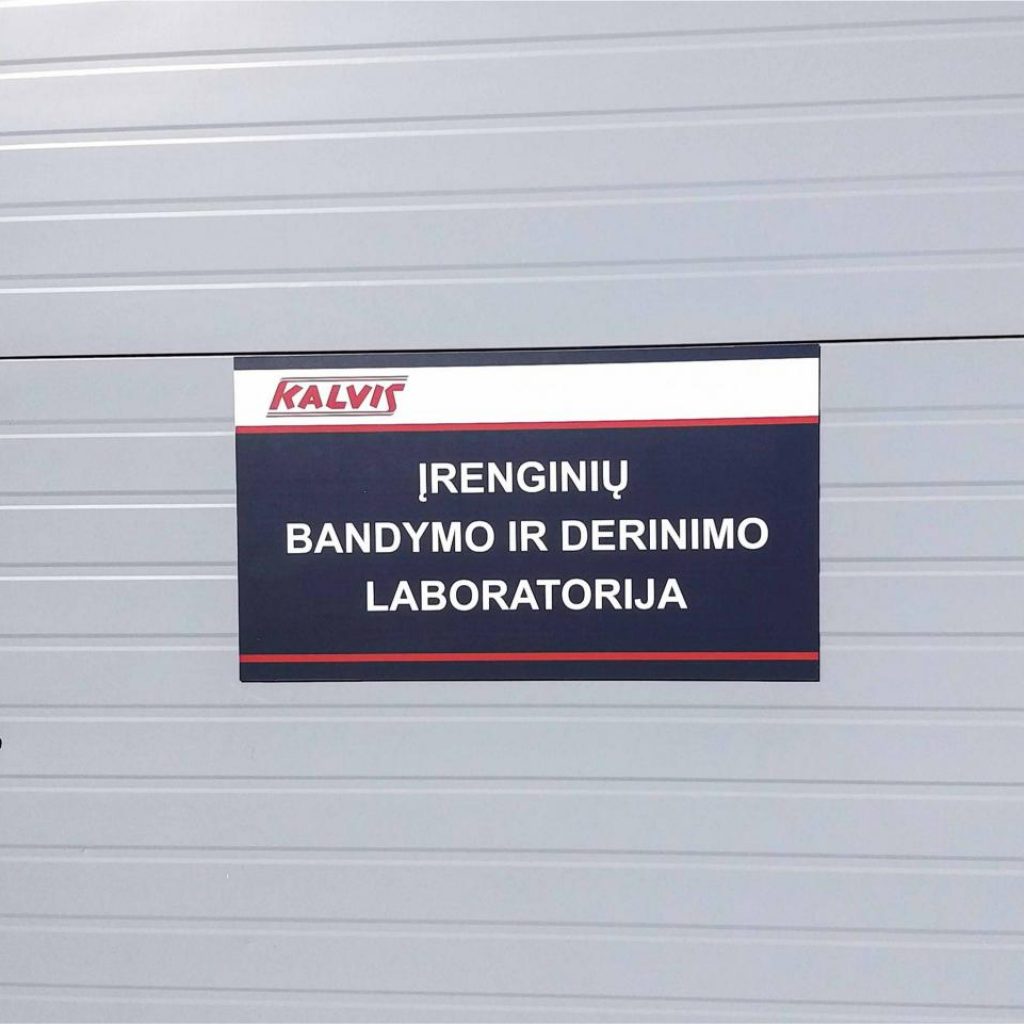 KALVIS
ĮRENGINIŲ
BANDYMO IR DERINIMO
LABORATORIJA